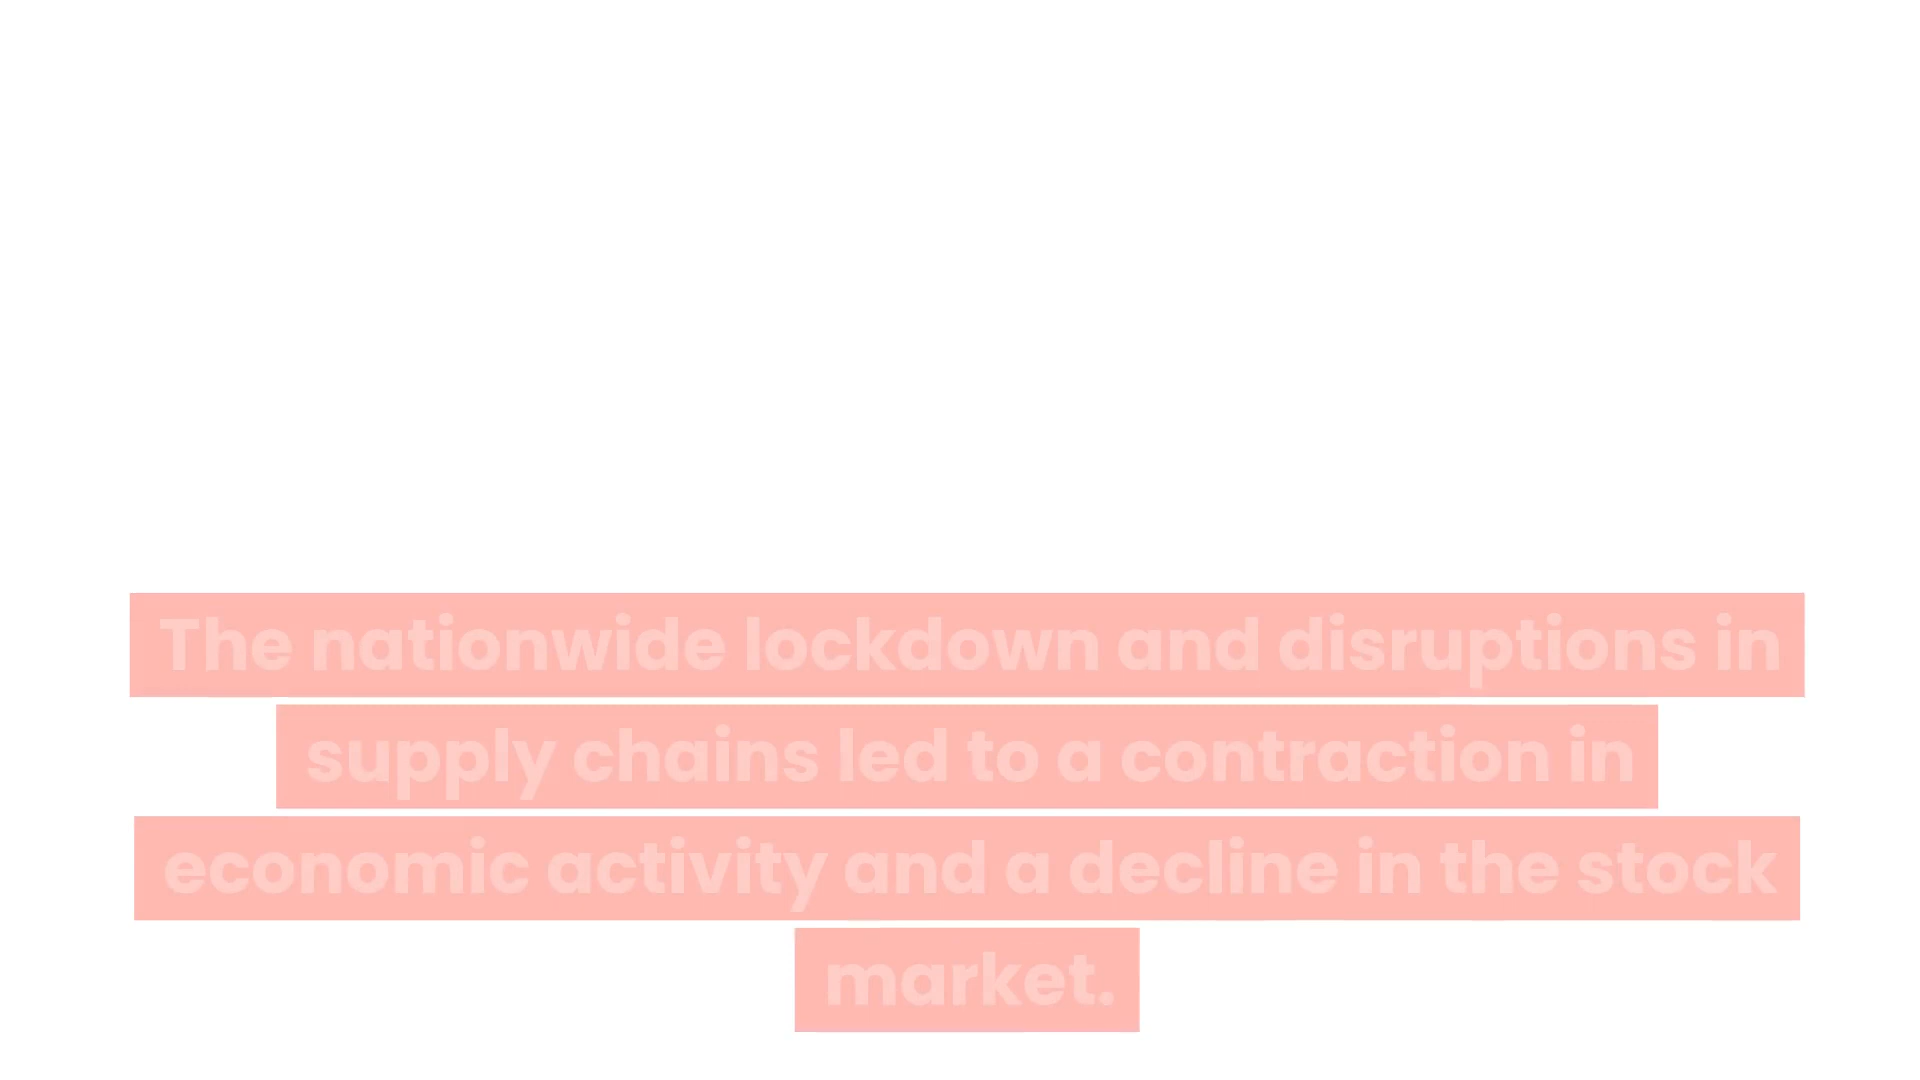 The nationwide lockdown and disruptions in
supply chains led to a contraction in
economic activity and a decline in the stock
market.